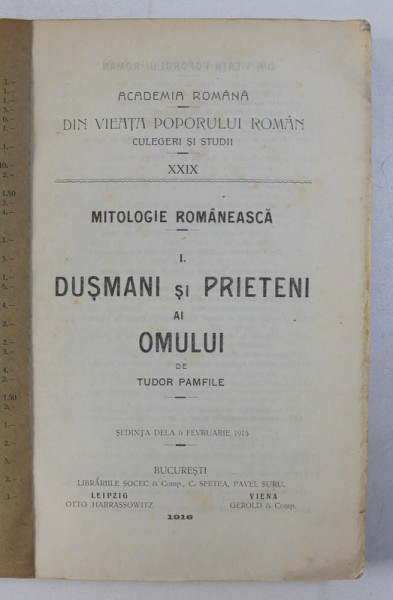 ACADEMIA ROMÂNĂ
DIN VIEAȚA POPORULUI ROMÂN
CULEGERI ȘI STUDII
XXIX
MITOLOGIE ROMÂNEASCĂ
I.
DUȘMANI ȘI PRIETENI
AI
OMULUI
DE
TUDOR PAMFILE
ȘEDINȚA DELA 6 FEVRUARIE 1915
BUCUREȘTI
LIBRĂRIILE SOCEC & Comp., C. SFETEA, PAVEL SURU.
LEIPZIG VIENA
OTTO HARRASSOWITZ GEROLD & Comp.
1916